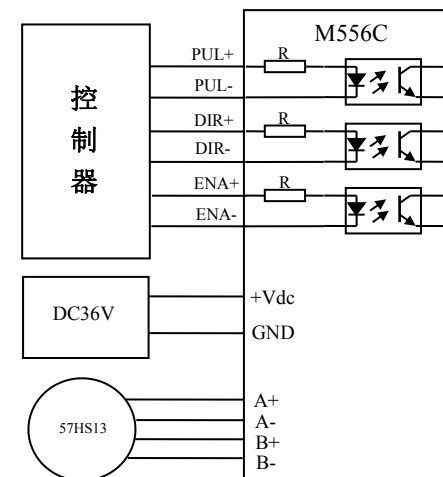 M556C
控
制
器
PUL+
R
PUL-
DIR+
R
DIR-
ENA+
R
ENA-
DC36V
+Vdc
GND
57HS13
A+
A-
B+
B-